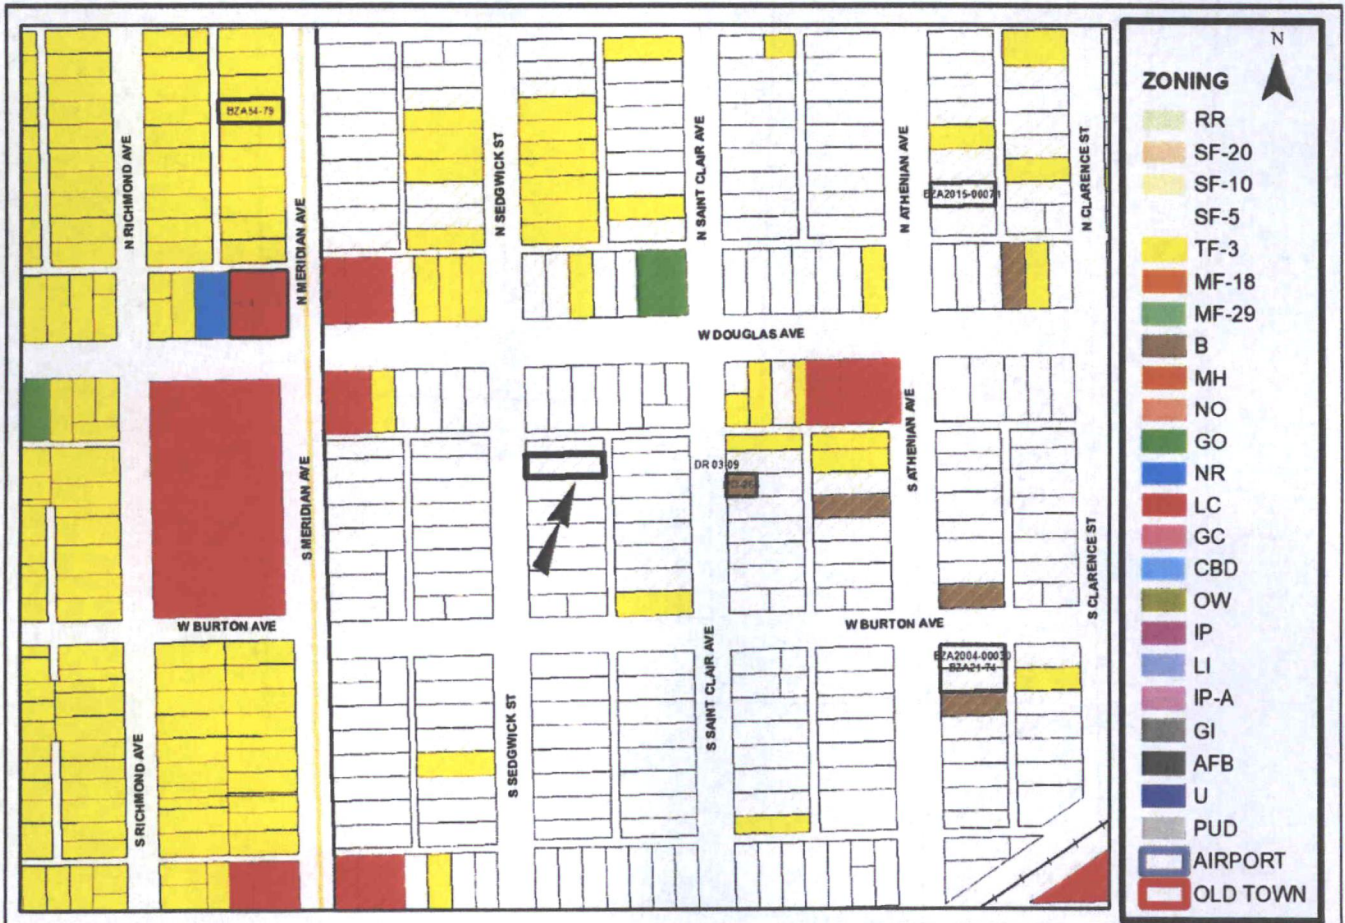 N
ZONING
RR
SF-20
SF-10
SF-5
TF-3
MF-18
MF-29
B
MH
NO
GO
NR
LC
GC
CBD
OW
IP
LI
IP-A
GI
AFB
U
PUD
AIRPORT
OLD TOWN
BZA54-79
N RICHMOND AVE
N MERIDIAN AVE
N SEDGWICK ST
N SAINT CLAIR AVE
N ATHENIAN AVE
N CLARENCE ST
BZA2015-00071
W DOUGLAS AVE
S MERIDIAN AVE
DR 03-09
S ATHENIAN AVE
S CLARENCE ST
W BURTON AVE
W BURTON AVE
BZA2004-00030
BZA21-74
S RICHMOND AVE
S SEDGWICK ST
S SAINT CLAIR AVE